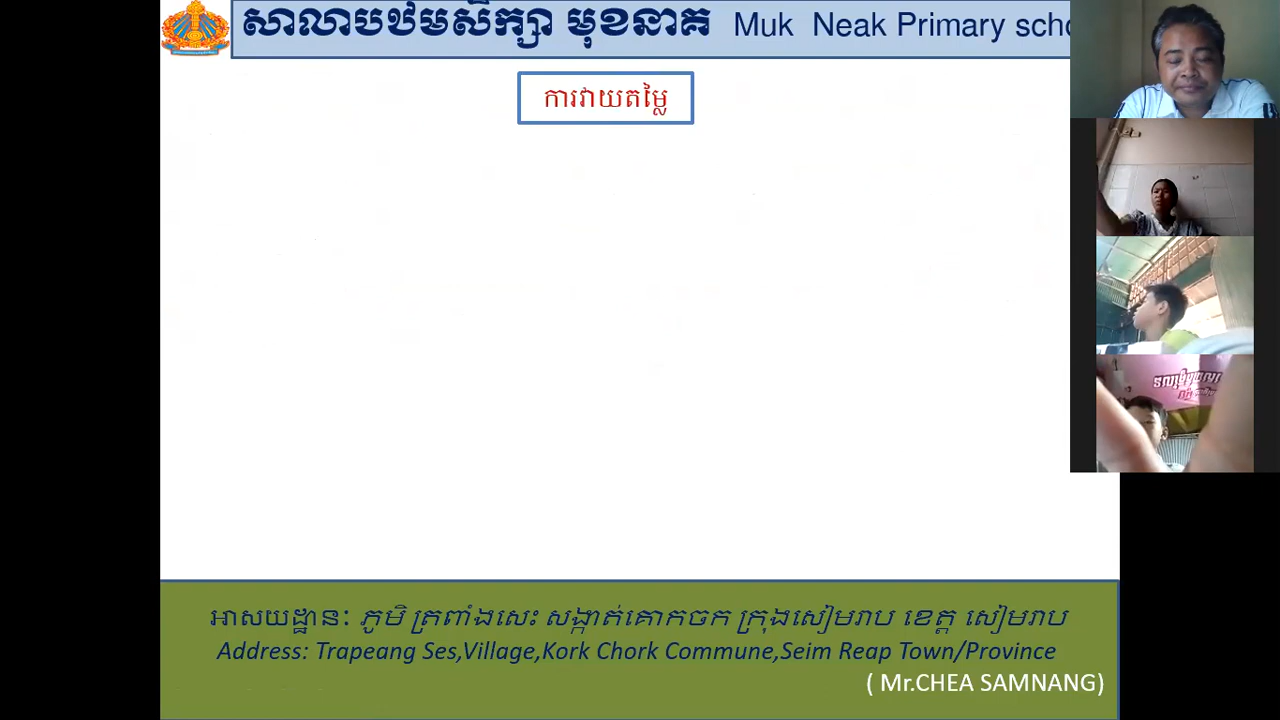 សាលាបឋមសិក្សា មុខនាគ Muk Neak Primary scho
ការវាយតម្លៃ
អាសយដ្ឋាន: ភូមិ ត្រពាំងសេះ សង្កាត់គោកចក ក្រុងសៀមរាប ខេត្ត សៀមរាប
Address: Trapeang Ses,Village,Kork Chork Commune,Seim Reap Town/Province
( Mr.CHEA SAMNANG)